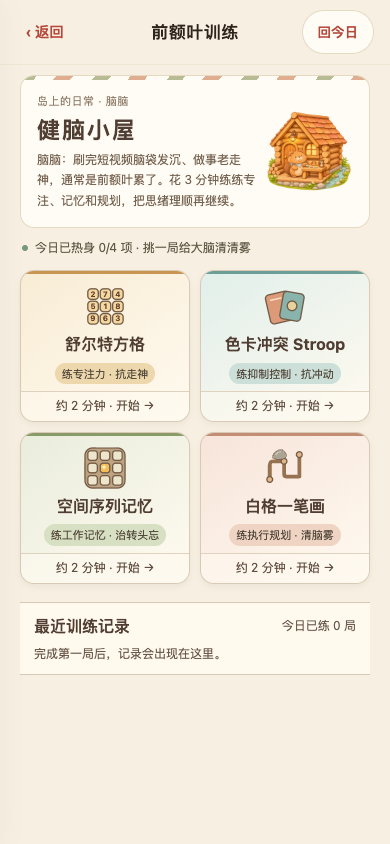 ‹ 返回
前额叶训练
回今日
岛上的日常 · 脑脑
健脑小屋
脑脑：刷完短视频脑袋发沉、做事老走
神，通常是前额叶累了。花 3 分钟练练专
注、记忆和规划，把思绪理顺再继续。
今日已热身 0/4 项 · 挑一局给大脑清清雾
2 7 4
5 1 8
9 6 3
舒尔特方格
练专注力 · 抗走神
约 2 分钟 · 开始 →
色卡冲突 Stroop
练抑制控制 · 抗冲动
约 2 分钟 · 开始 →
空间序列记忆
练工作记忆 · 治转头忘
约 2 分钟 · 开始 →
白格一笔画
练执行规划 · 清脑雾
约 2 分钟 · 开始 →
最近训练记录
今日已练 0 局
完成第一局后，记录会出现在这里。